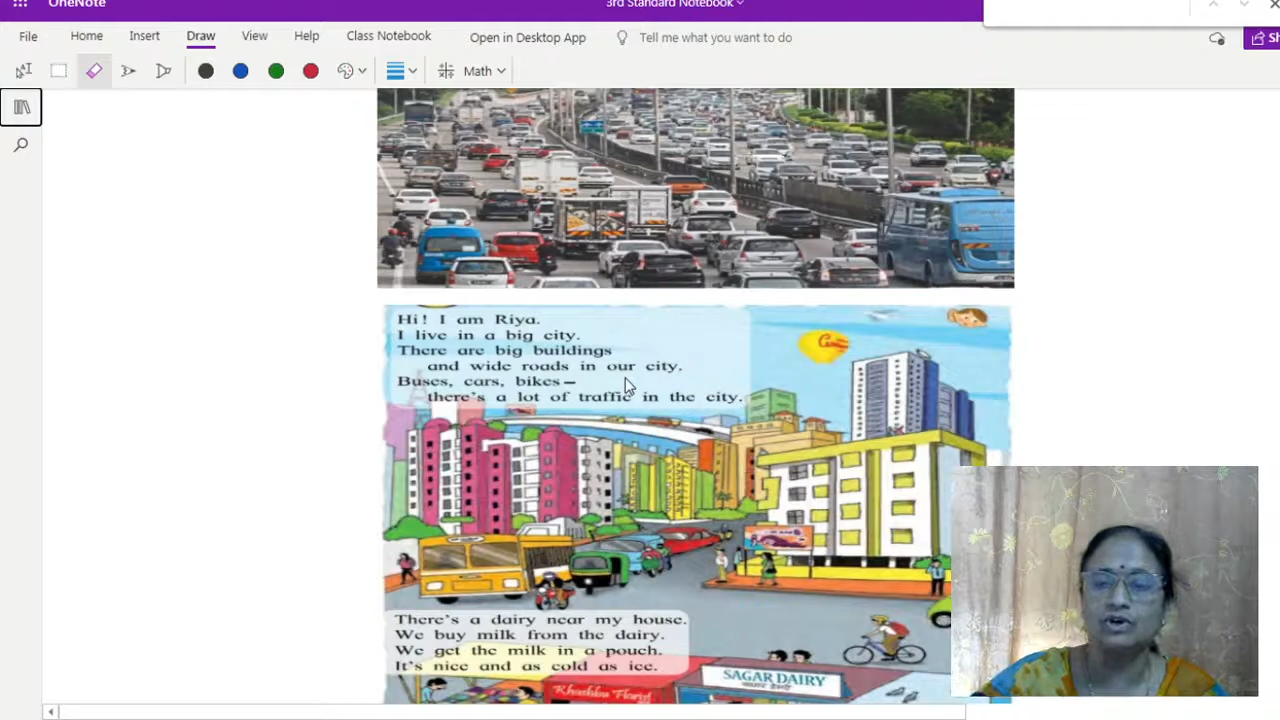 OneNote
3rd Standard Notebook
File Home Insert Draw View Help Class Notebook Open in Desktop App Tell me what you want to do
Math
Hi! I am Riya.
I live in a big city.
There are big buildings
and wide roads in our city.
Buses, cars, bikes –
there's a lot of traffic in the city.
There's a dairy near my house.
We buy milk from the dairy.
We get the milk in a pouch.
It's nice and as cold as ice.
Khushbu Florist
SAGAR DAIRY